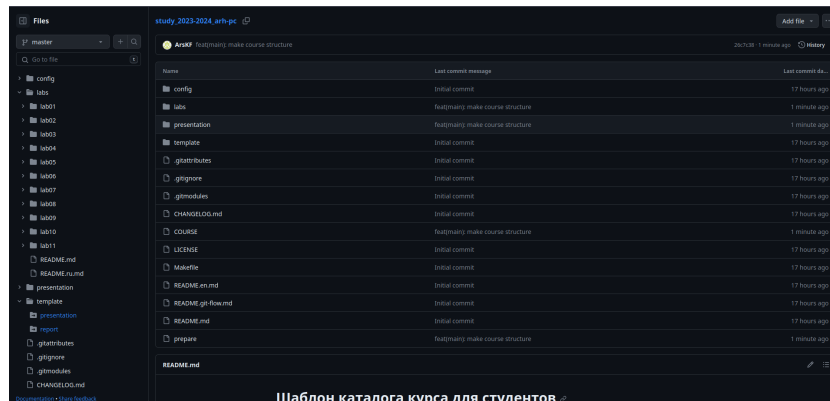 Files
master
Go to file
t
config
labs
lab01
lab02
lab03
lab04
lab05
lab06
lab07
lab08
lab09
lab10
lab11
README.md
README.ru.md
presentation
template
presentation
report
.gitattributes
.gitignore
.gitmodules
CHANGELOG.md
Documentation • Share feedback
study_2023-2024_arh-pc
Add file
ArsKF feat(main): make course structure
1 minute ago
History
Name Last commit message Last commit da...
config Initial commit 17 hours ago
labs feat(main): make course structure 1 minute ago
presentation feat(main): make course structure 1 minute ago
template Initial commit 17 hours ago
.gitattributes Initial commit 17 hours ago
.gitignore Initial commit 17 hours ago
.gitmodules Initial commit 17 hours ago
CHANGELOG.md Initial commit 17 hours ago
COURSE feat(main): make course structure 1 minute ago
LICENSE Initial commit 17 hours ago
Makefile Initial commit 17 hours ago
README.en.md Initial commit 17 hours ago
README.git-flow.md Initial commit 17 hours ago
README.md Initial commit 17 hours ago
prepare feat(main): make course structure 1 minute ago
README.md
Шаблон каталога курса для студентов